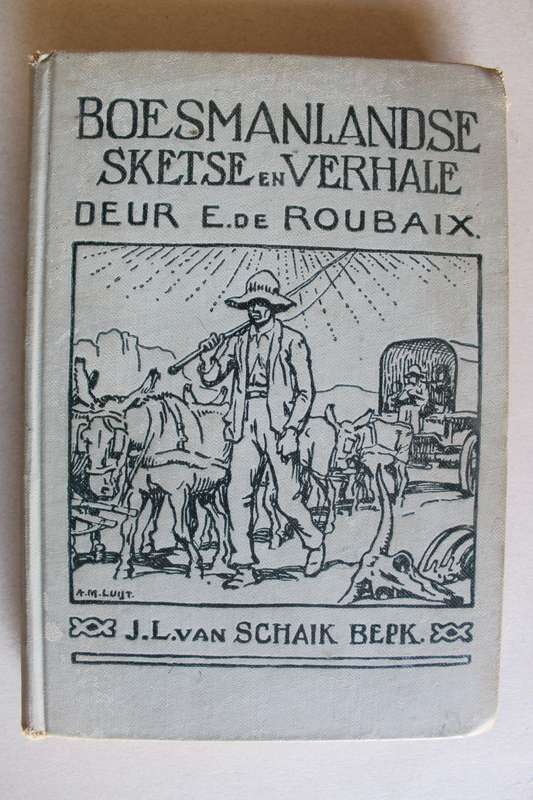 BOESMANLANDSE
SKETSE EN VERHALE
DEUR E. DE ROUBAIX.
A.M. LUIJT.
J.L. VAN SCHAIK BEPK.